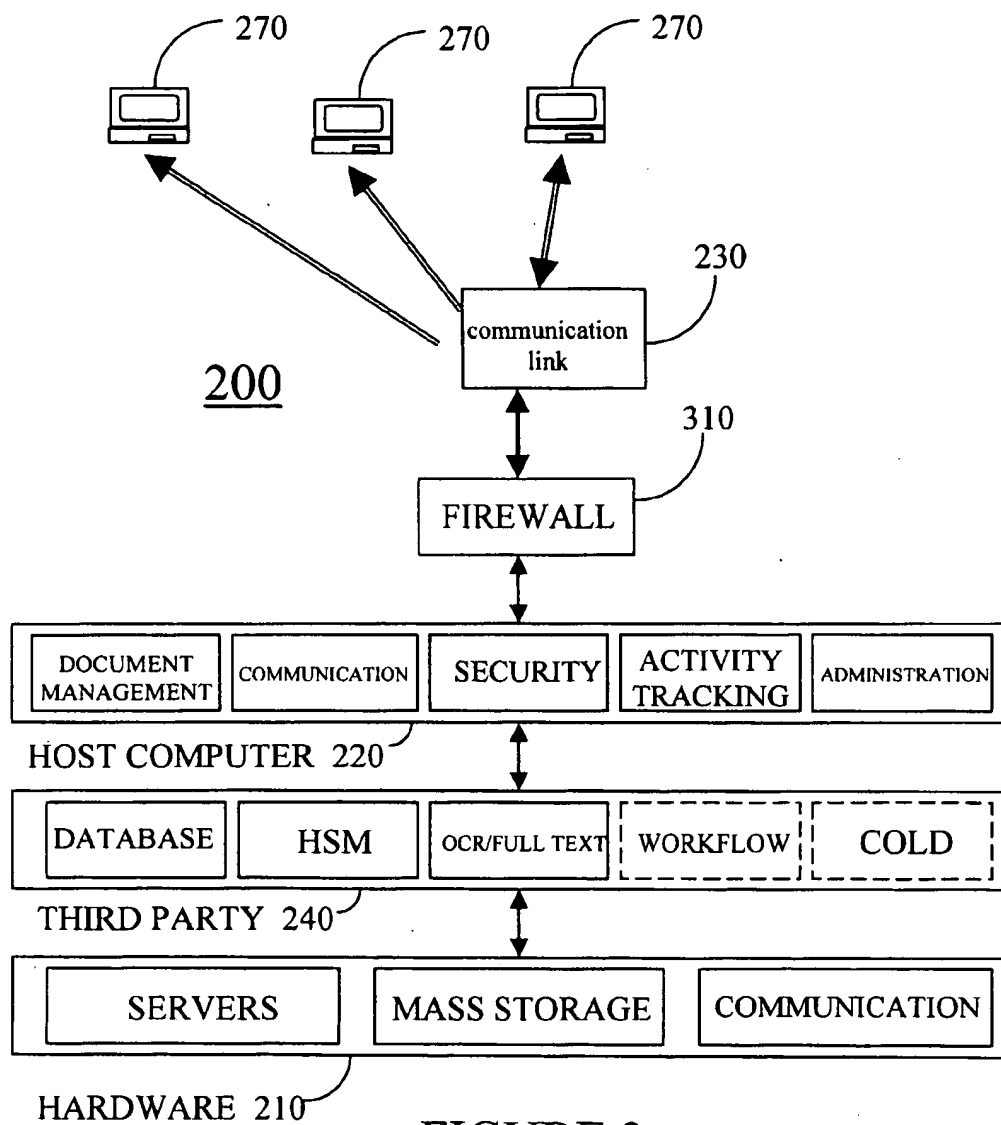 270
270
270
230
communication
link
200
310
FIREWALL
DOCUMENT
MANAGEMENT
COMMUNICATION
SECURITY
ACTIVITY
TRACKING
ADMINISTRATION
HOST COMPUTER 220
DATABASE
HSM
OCR/FULL TEXT
WORKFLOW
COLD
THIRD PARTY 240
SERVERS
MASS STORAGE
COMMUNICATION
HARDWARE 210